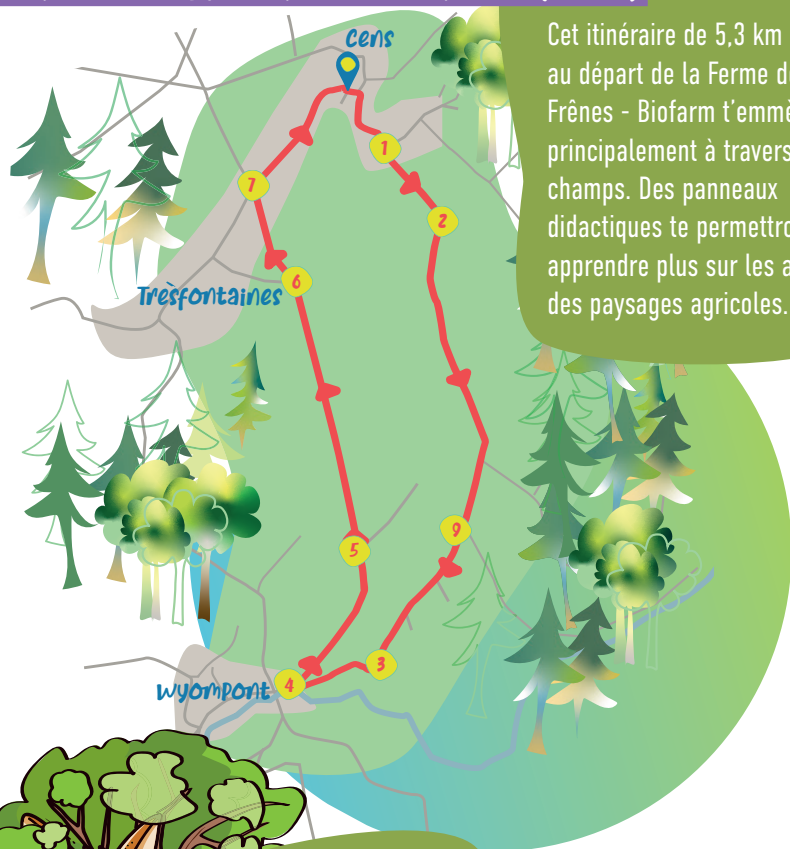 Cens
Cet itinéraire de 5,3 km
au départ de la Ferme
Frênes - Biofarm
principalement à travers
champs. Des panneaux
didactiques te
apprendre plus sur les
des paysages agricoles.
1
2
7
6
Trèsfontaines
9
5
3
4
Wyompont